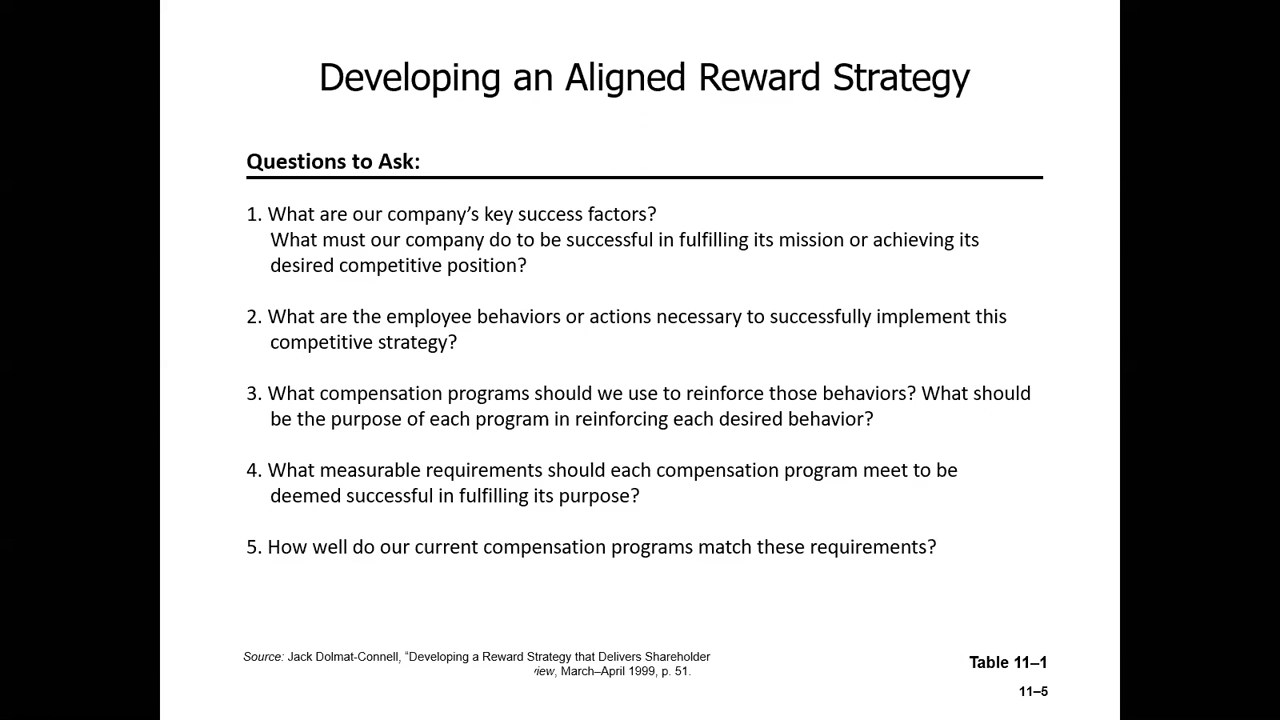 Developing an Aligned Reward Strategy
Questions to Ask:
1. What are our company’s key success factors?
What must our company do to be successful in fulfilling its mission or achieving its
desired competitive position?
2. What are the employee behaviors or actions necessary to successfully implement this
competitive strategy?
3. What compensation programs should we use to reinforce those behaviors? What should
be the purpose of each program in reinforcing each desired behavior?
4. What measurable requirements should each compensation program meet to be
deemed successful in fulfilling its purpose?
5. How well do our current compensation programs match these requirements?
Source: Jack Dolmat-Connell, “Developing a Reward Strategy that Delivers Shareholder
March–April 1999, p. 51.
Table 11–1
11–5